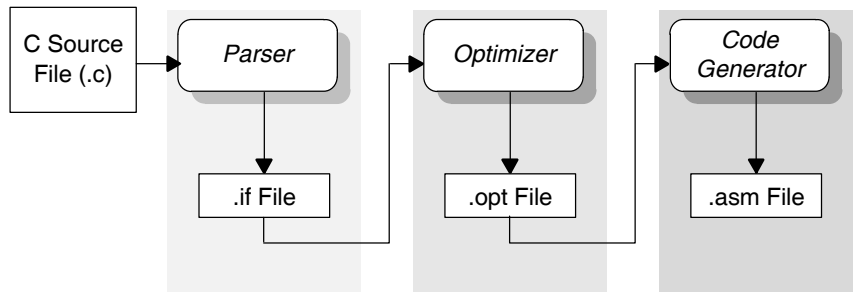 C Source
File (.c)
Parser
Optimizer
Code
Generator
.if File
.opt File
.asm File